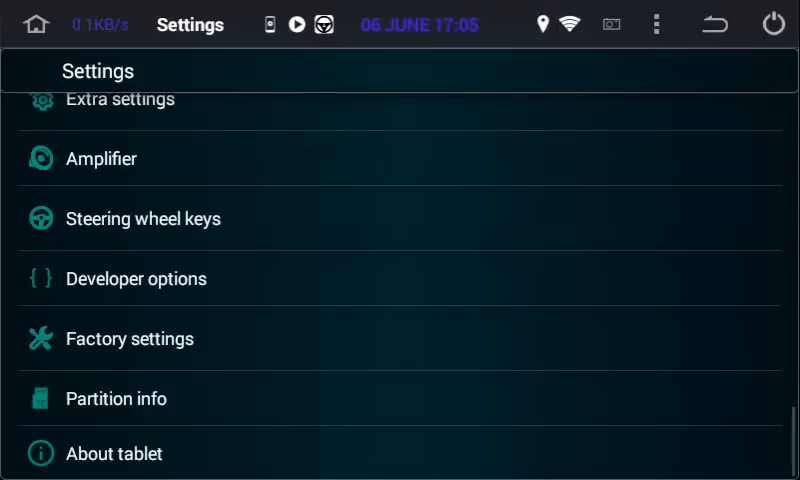 0.1KB/s Settings 06 JUNE 17:05
Settings
Extra settings
Amplifier
Steering wheel keys
Developer options
Factory settings
Partition info
About tablet